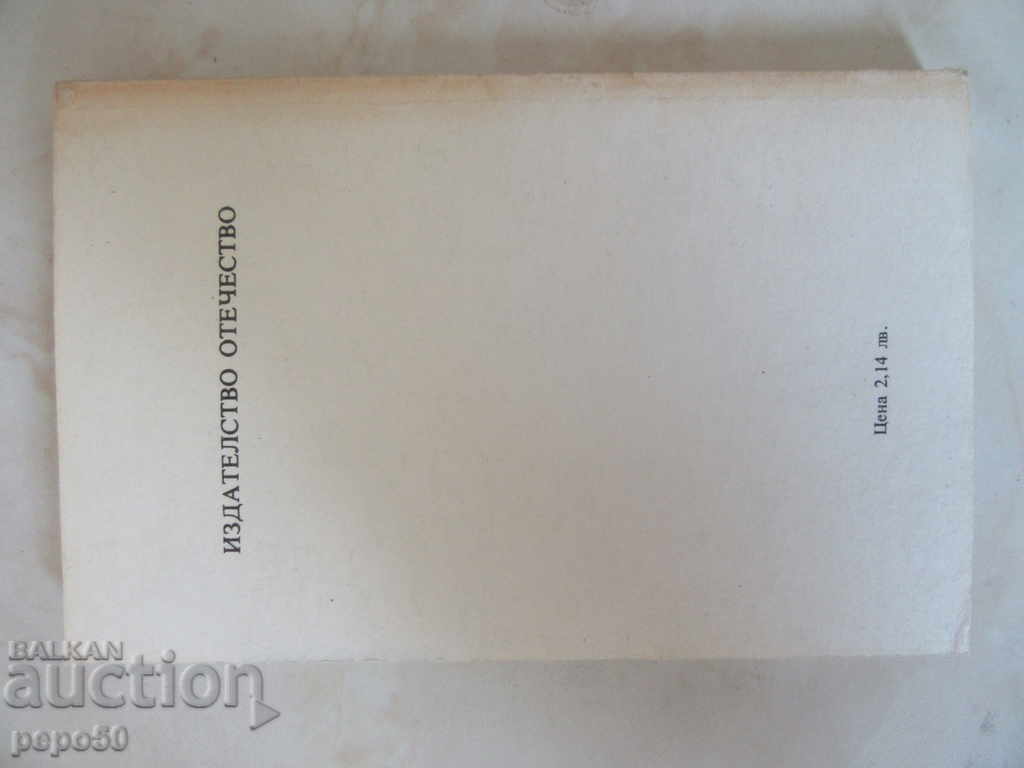 ИЗДАТЕЛСТВО ОТЕЧЕСТВО
Цена 2,14 лв.
BALKAN
auction
pepo50